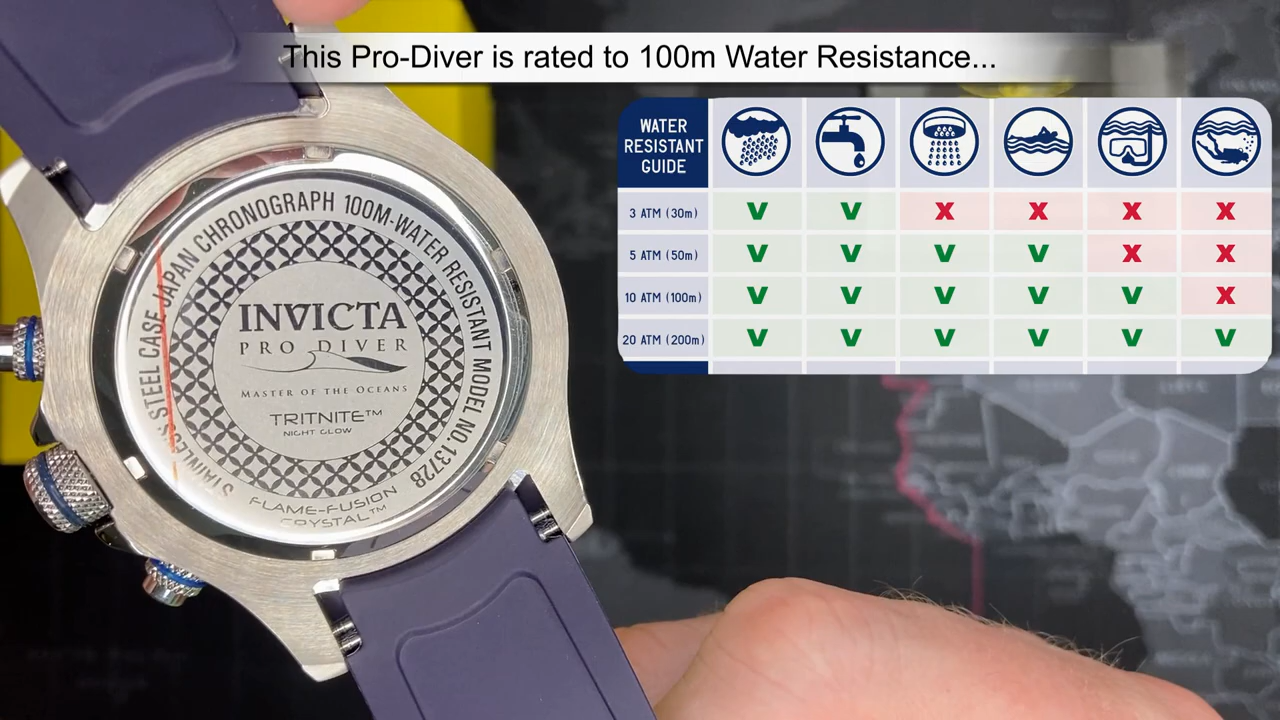 This Pro-Diver is rated to 100m Water Resistance...
WATER
RESISTANT
GUIDE
3 ATM (30m) V V X X X X
5 ATM (50m) V V V V X X
10 ATM (100m) V V V V V X
20 ATM (200m) V V V V V V
STAINLESS STEEL CASE JAPAN CHRONOGRAPH 100M-WATER RESISTANT MODEL NO.13728
INVICTA
PRO DIVER
MASTER OF THE OCEANS
TRITNITE™
NIGHT GLOW
FLAME-FUSION
CRYSTAL™